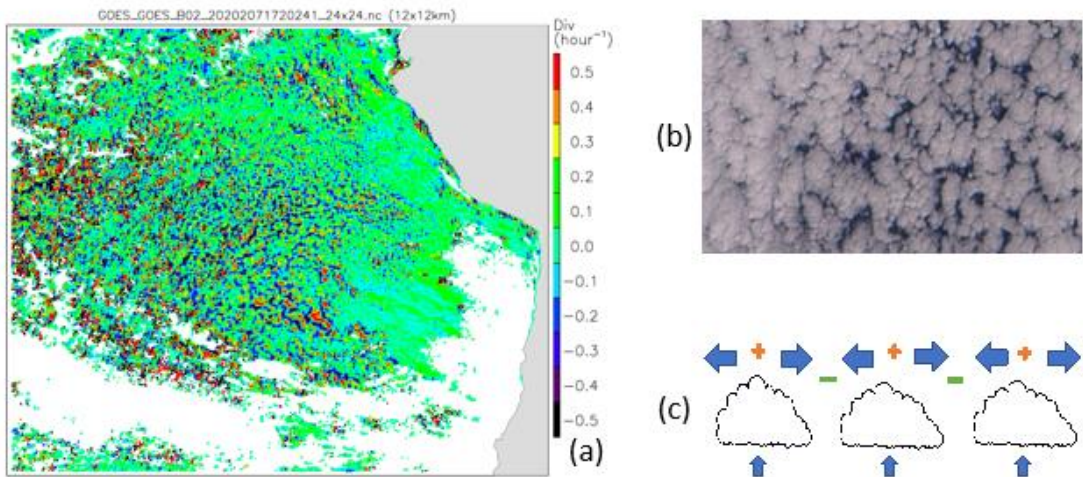 GOES_GOES_B02_20202071720241_24x24.nc (12x12km)
Div
(hour⁻¹)
0.5
0.4
0.3
0.2
0.1
0.0
−0.1
−0.2
−0.3
−0.4
−0.5
(a)
(b)
(c)
+ + +
− −